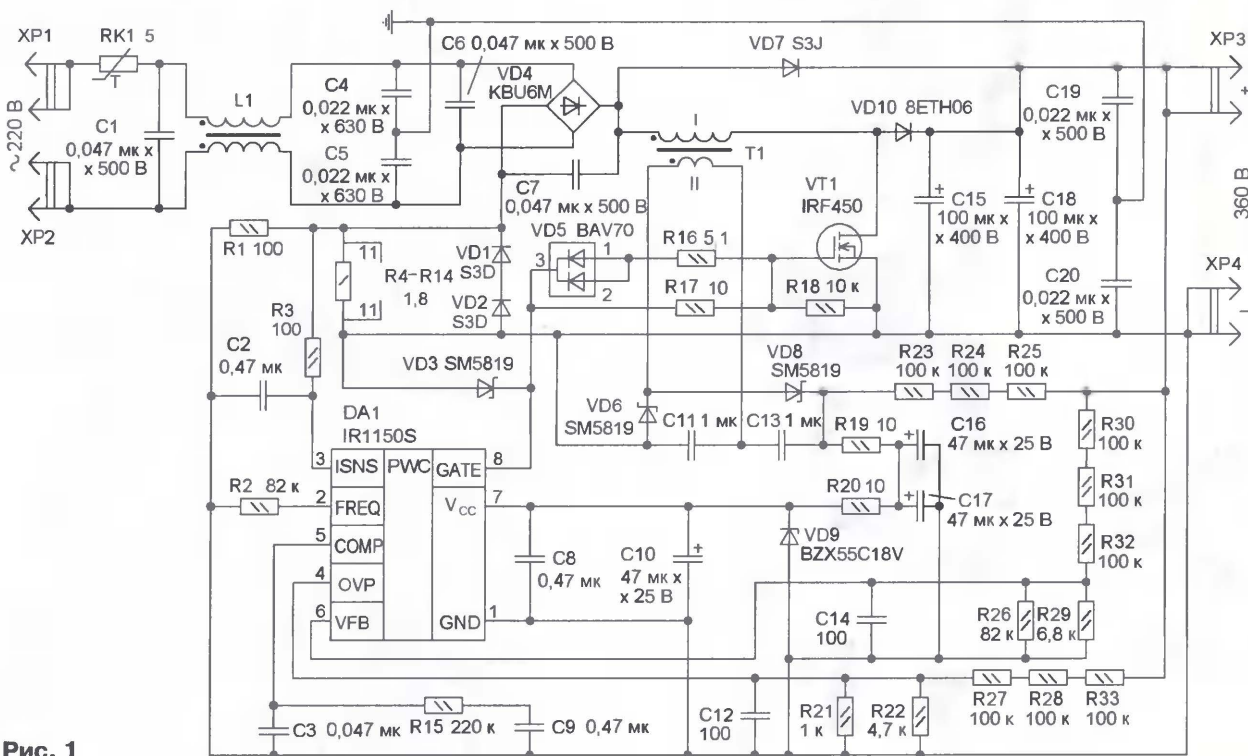 XP1
RK1 5
T
~220 В
XP2
C1
0,047 мк х
х 500 В
L1
C4
0,022 мк х
х 630 В
C5
0,022 мк х
х 630 В
C6 0,047 мк х 500 В
VD4
KBU6M
C7
0,047 мк х 500 В
VD7 S3J
VD10 8ETH06
I
T1
II
XP3
+
360 В
XP4
−
C19
0,022 мк х
х 500 В
C20
0,022 мк х
х 500 В
C15
100 мк х
х 400 В
C18
100 мк х
х 400 В
VT1
IRF450
R1 100
R3
100
11
11
R4–R14
1,8
VD1
S3D
VD2
S3D
VD5 BAV70
3
1
2
R16 5,1
R17 10
R18 10 к
C2
0,47 мк
VD3 SM5819
VD6
SM5819
VD8
SM5819
C11 1 мк
C13 1 мк
R23
100 к
R24
100 к
R25
100 к
R19 10
R20 10
C16
47 мк х 25 В
C17
47 мк х 25 В
R30
100 к
R31
100 к
R32
100 к
DA1
IR1150S
3 ISNS
PWC
GATE 8
R2 82 к
2 FREQ
VCC 7
5 COMP
4 OVP
6 VFB
GND 1
C8
0,47 мк
C10
47 мк х
х 25 В
VD9
BZX55C18V
C14
100
R26
82 к
R29
6,8 к
C3 0,047 мк
R15 220 к
C9 0,47 мк
C12
100
R21
1 к
R22
4,7 к
R27
100 к
R28
100 к
R33
100 к
Рис. 1